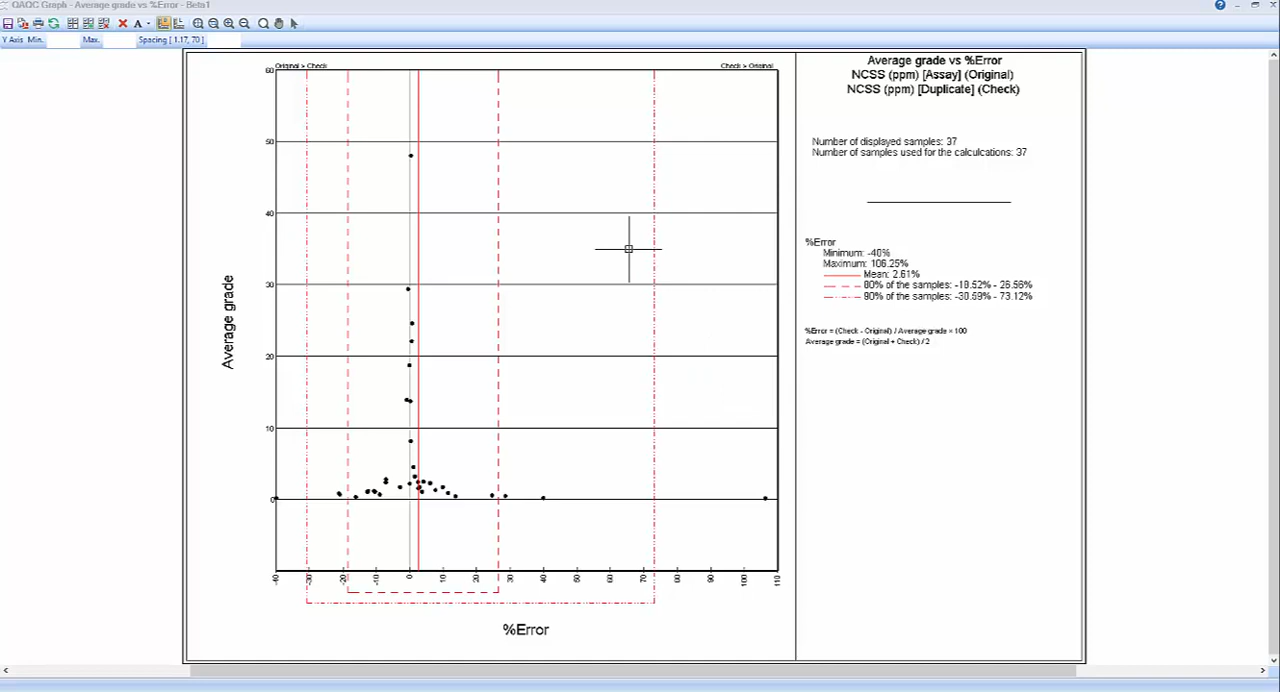 QAQC Graph - Average grade vs %Error - Beta1
Y Axis Min. Max. Spacing [ 1.17, 70 ]
Original > Check
Check > Original
60
50
40
30
20
10
0
Average grade
-40 -30 -20 -10 0 10 20 30 40 50 60 70 80 90 100 110
%Error
Average grade vs %Error
NCSS (ppm) [Assay] (Original)
NCSS (ppm) [Duplicate] (Check)
Number of displayed samples: 37
Number of samples used for the calculcations: 37
%Error
Minimum: -40%
Maximum: 106.25%
Mean: 2.61%
80% of the samples: -18.52% - 26.56%
90% of the samples: -30.59% - 73.12%
%Error = (Check - Original) / Average grade * 100
Average grade = (Original + Check) / 2